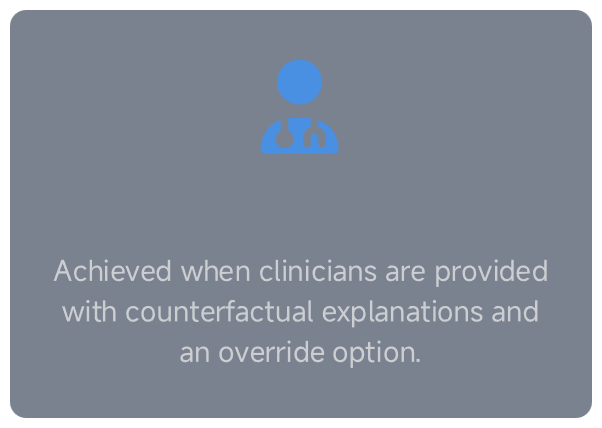 Achieved when clinicians are provided
with counterfactual explanations and
an override option.